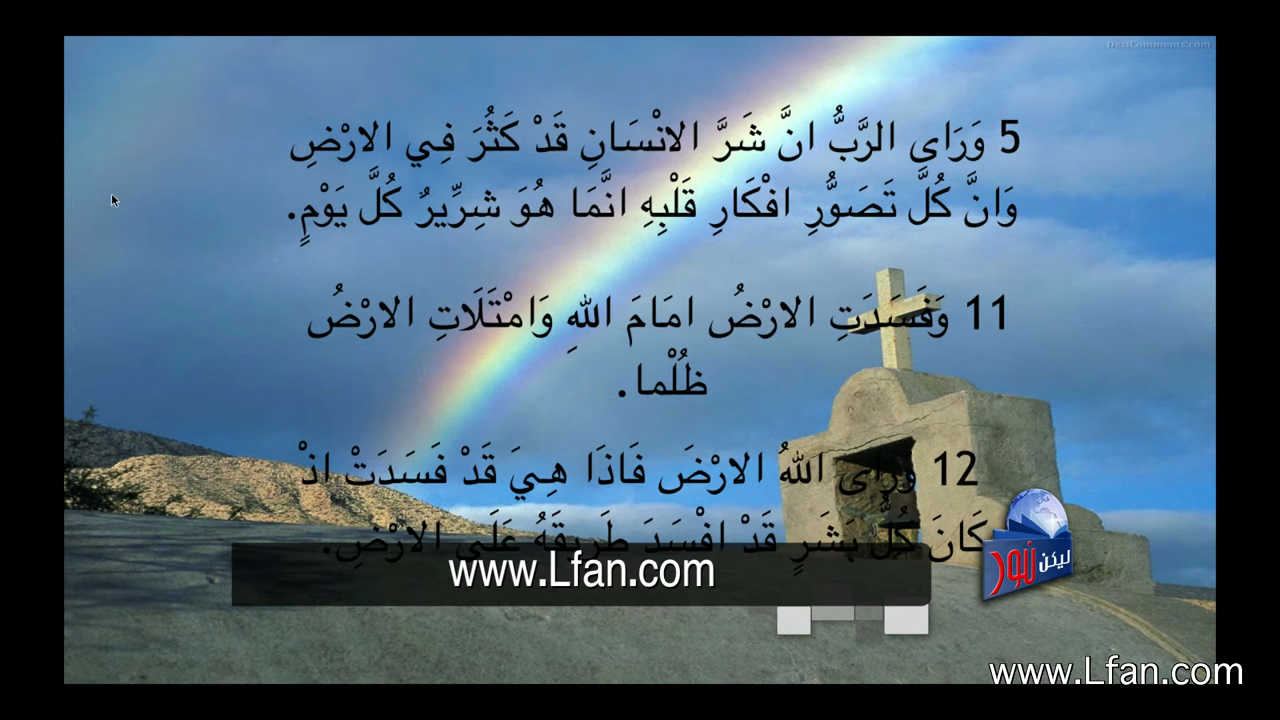 DesiComments.com
5 وَرَاى الرَّبُّ انَّ شَرَّ الانْسَانِ قَدْ كَثُرَ فِي الارْضِ
وَانَّ كُلَّ تَصَوُّرِ افْكَارِ قَلْبِهِ انَّمَا هُوَ شِرِّيرٌ كُلَّ يَوْمٍ.
11 وَفَسَدَتِ الارْضُ امَامَ اللهِ وَامْتَلَاتِ الارْضُ
ظُلْما.
12 وَرَاى اللهُ الارْضَ فَاذَا هِيَ قَدْ فَسَدَتْ اذْ
كَانَ كُلُّ بَشَرٍ قَدْ افْسَدَ طَرِيقَهُ عَلَى الارْضِ.
ليكن نور
www.Lfan.com
www.Lfan.com